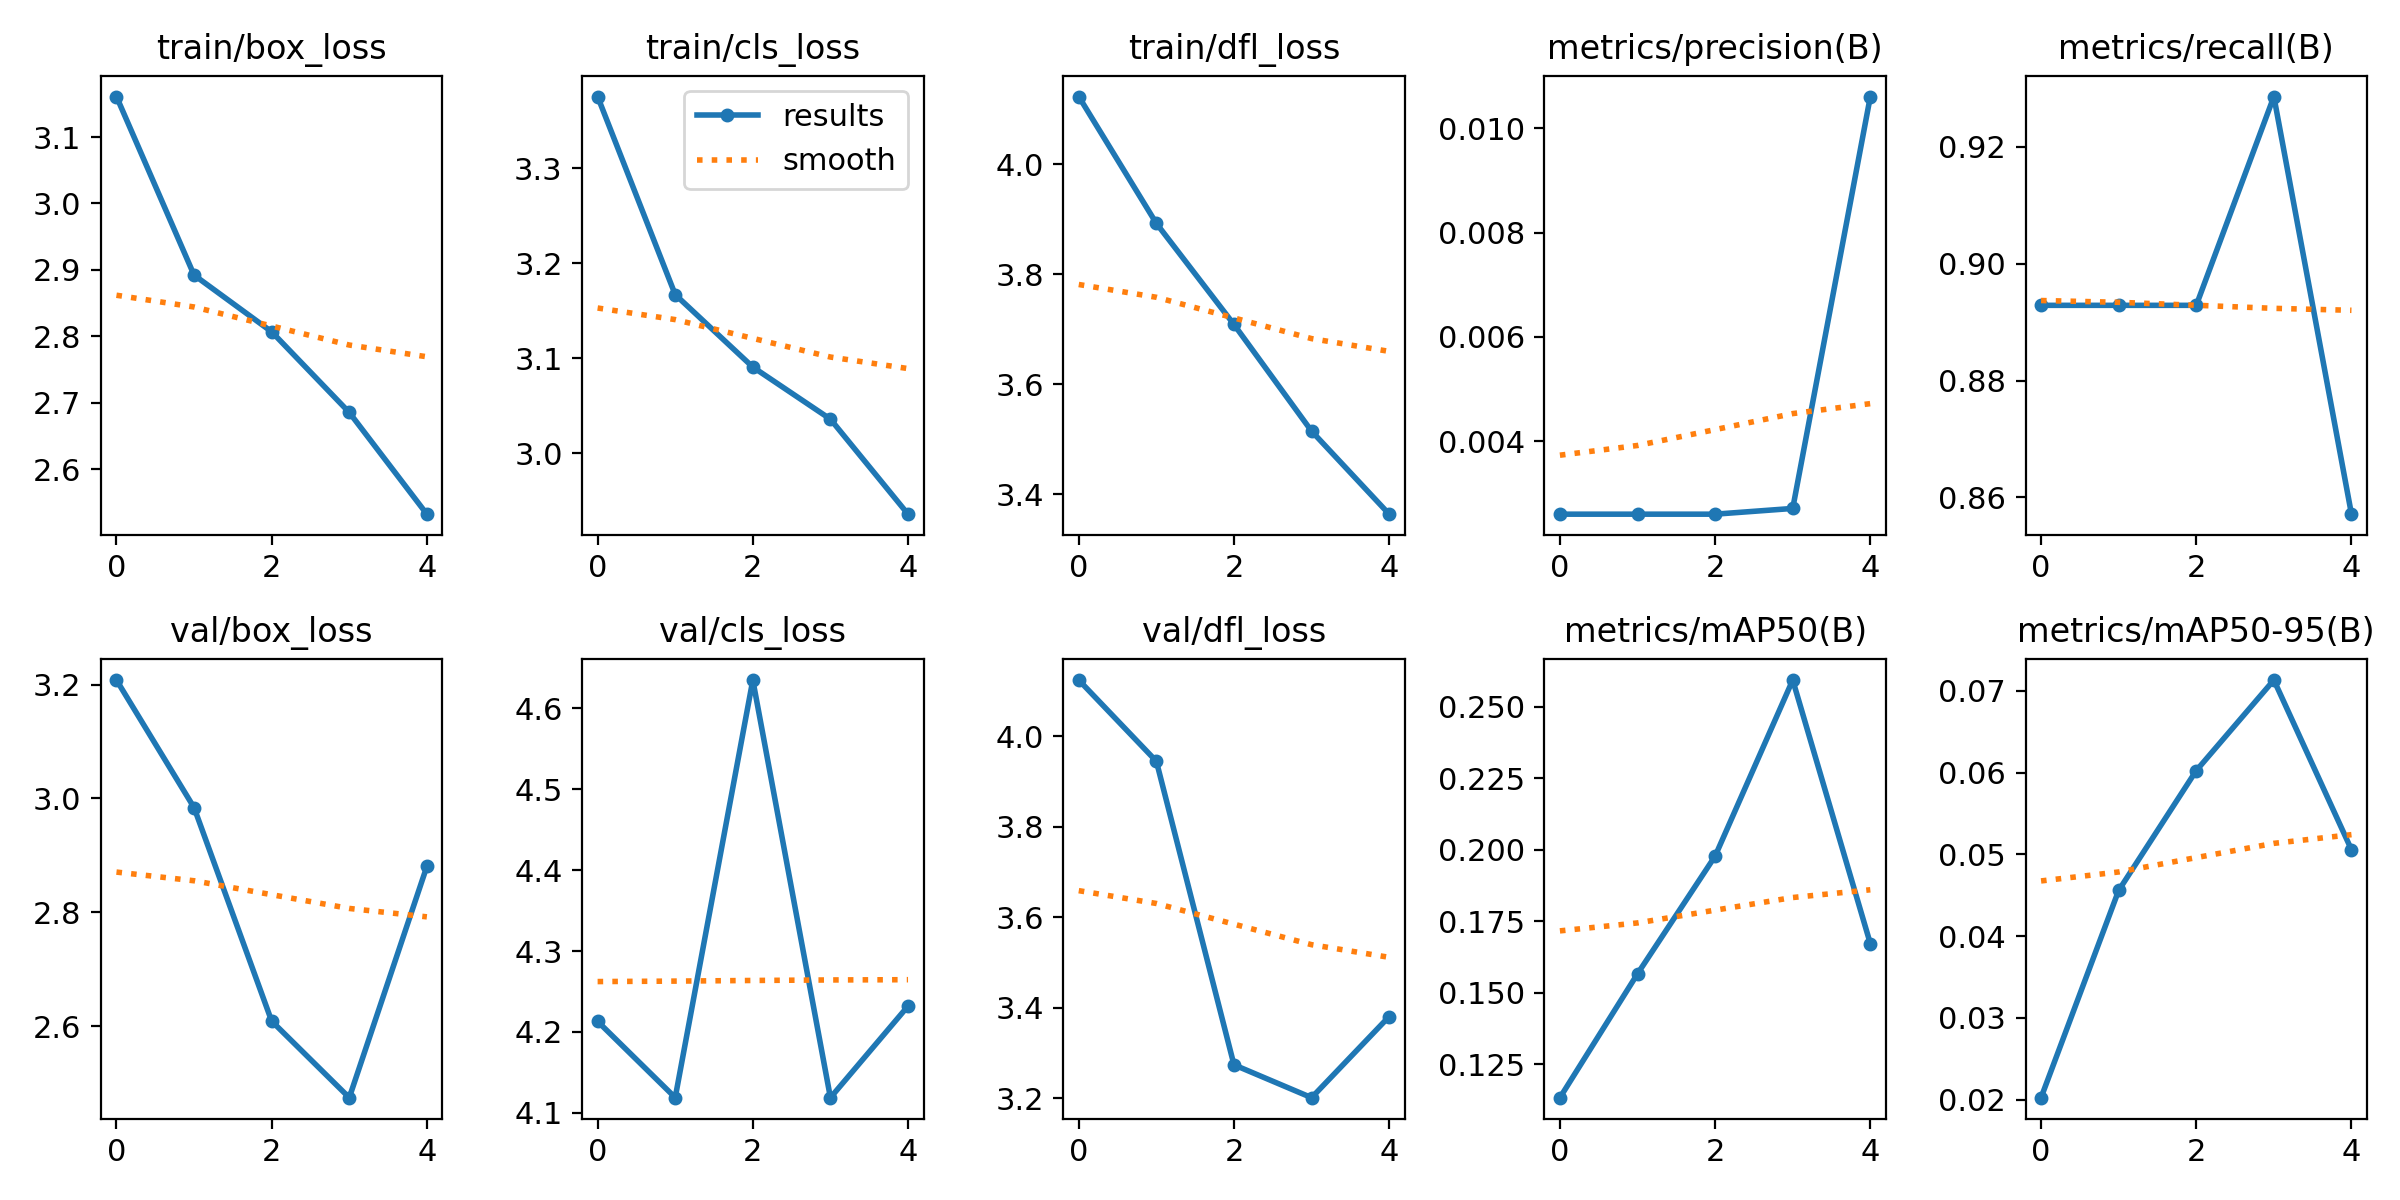 train/box_loss
train/cls_loss
train/dfl_loss
metrics/precision(B)
metrics/recall(B)
results
smooth
3.1
3.0
2.9
2.8
2.7
2.6
0 2 4
3.3
3.2
3.1
3.0
0 2 4
4.0
3.8
3.6
3.4
0 2 4
0.010
0.008
0.006
0.004
0 2 4
0.92
0.90
0.88
0.86
0 2 4
val/box_loss
val/cls_loss
val/dfl_loss
metrics/mAP50(B)
metrics/mAP50-95(B)
3.2
3.0
2.8
2.6
0 2 4
4.6
4.5
4.4
4.3
4.2
4.1
0 2 4
4.0
3.8
3.6
3.4
3.2
0 2 4
0.250
0.225
0.200
0.175
0.150
0.125
0 2 4
0.07
0.06
0.05
0.04
0.03
0.02
0 2 4